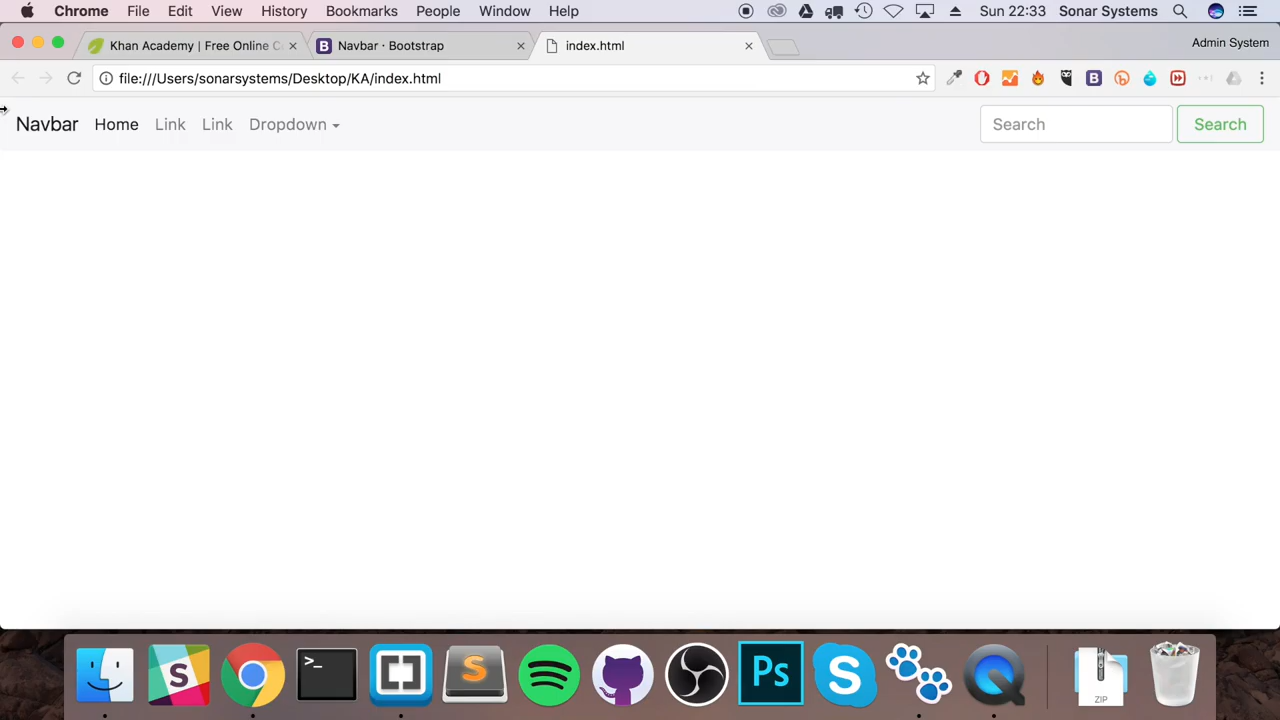 Chrome File Edit View History Bookmarks People Window Help Sun 22:33 Sonar Systems
Khan Academy | Free Online C
Navbar · Bootstrap
index.html
Admin System
file:///Users/sonarsystems/Desktop/KA/index.html
Navbar Home Link Link Dropdown Search Search
>_
S
Ps
S
ZIP